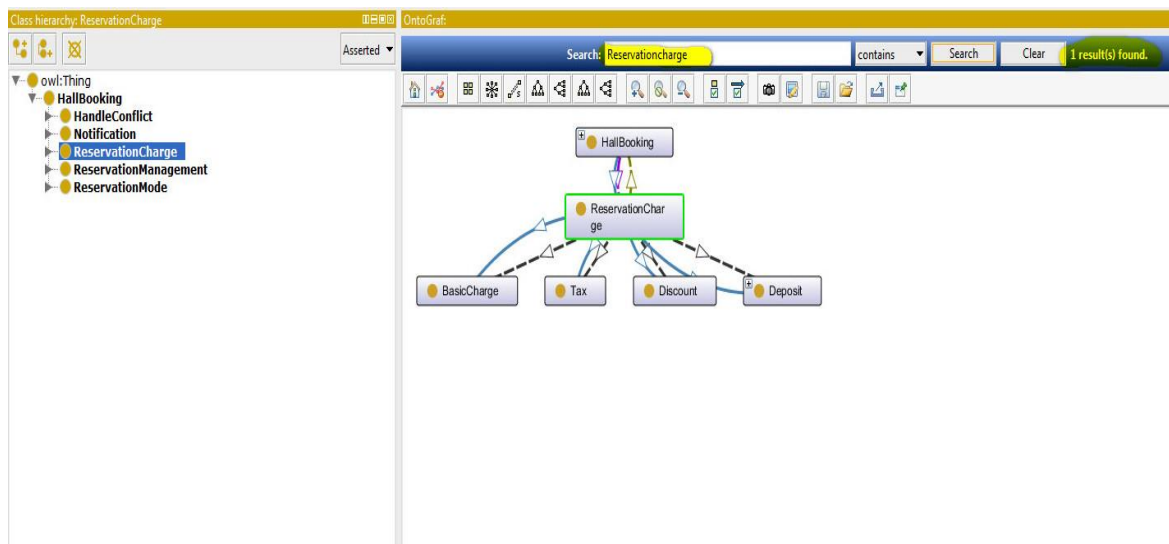 Class hierarchy: ReservationCharge
Asserted
owl:Thing
HallBooking
HandleConflict
Notification
ReservationCharge
ReservationManagement
ReservationMode
OntoGraf:
Search: Reservationcharge contains Search Clear 1 result(s) found.
HallBooking
ReservationChar
ge
BasicCharge Tax Discount Deposit